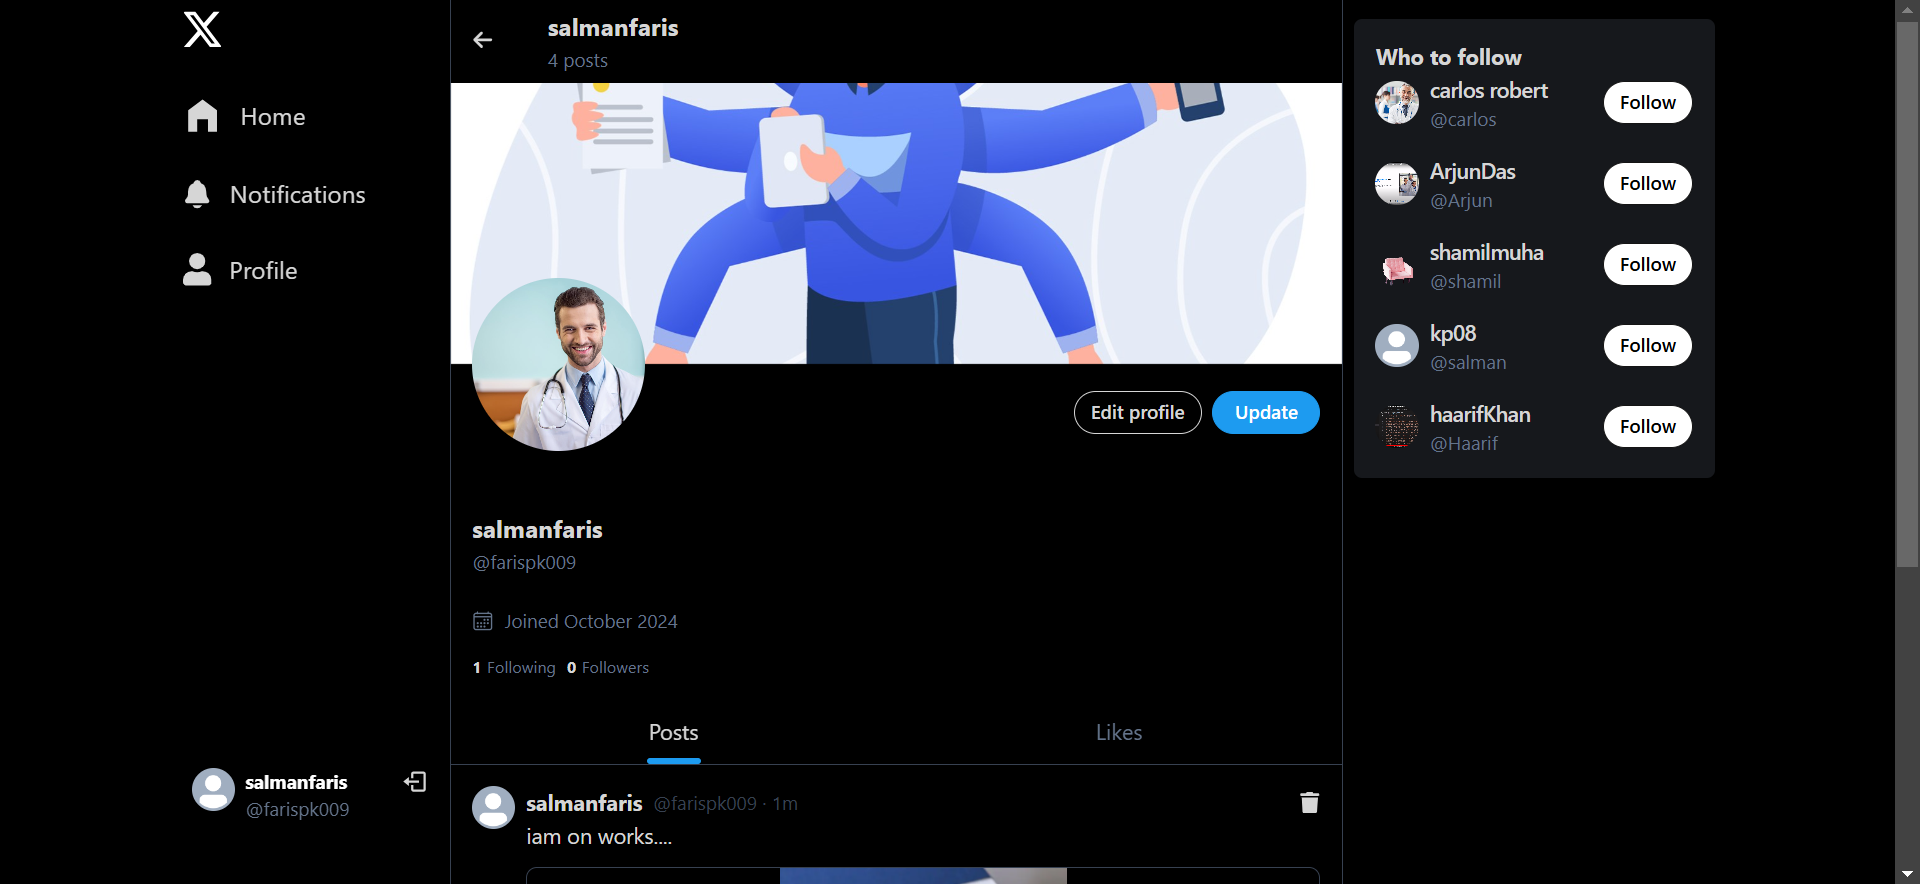 X
Home
Notifications
Profile
salmanfaris
@farispk009
salmanfaris
4 posts
Edit profile
Update
salmanfaris
@farispk009
Joined October 2024
1 Following 0 Followers
Posts
Likes
salmanfaris @farispk009 · 1m
iam on works....
Who to follow
carlos robert
@carlos
Follow
ArjunDas
@Arjun
Follow
shamilmuha
@shamil
Follow
kp08
@salman
Follow
haarifKhan
@Haarif
Follow